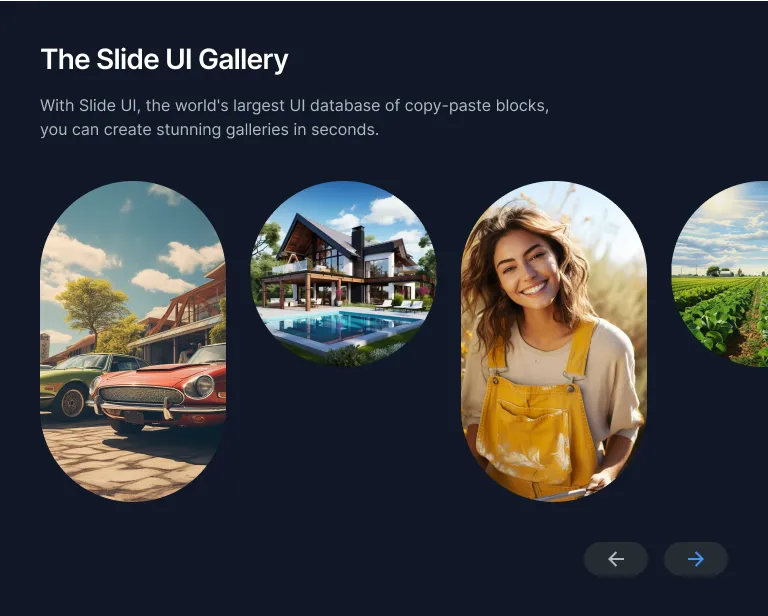 The Slide UI Gallery
With Slide UI, the world's largest UI database of copy-paste blocks,
you can create stunning galleries in seconds.